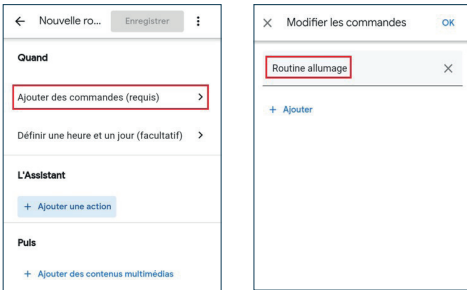 Nouvelle ro...
Enregistrer
Quand
Ajouter des commandes (requis)
Définir une heure et un jour (facultatif)
L'Assistant
+ Ajouter une action
Puis
+ Ajouter des contenus multimédias
Modifier les commandes
OK
Routine allumage
+ Ajouter